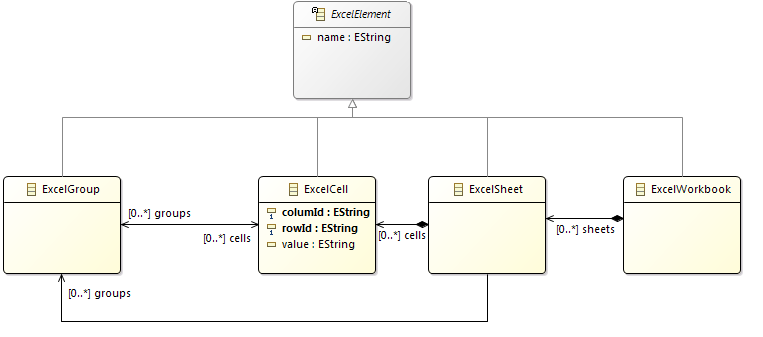 ExcelElement
name : EString
ExcelGroup
ExcelCell
ExcelSheet
ExcelWorkbook
columId : EString
rowId : EString
value : EString
[0..*] groups
[0..*] cells
[0..*] cells
[0..*] sheets
[0..*] groups